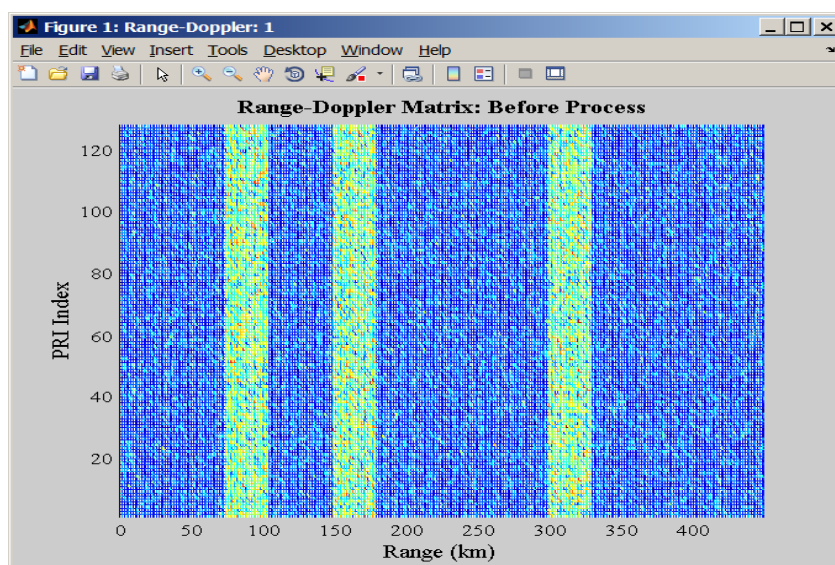 Figure 1: Range-Doppler: 1
File Edit View Insert Tools Desktop Window Help
Range-Doppler Matrix: Before Process
120
100
80
60
40
20
PRI Index
0 50 100 150 200 250 300 350 400
Range (km)